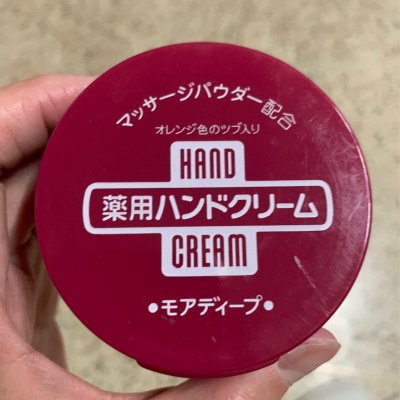 マッサージパウダー配合
オレンジ色のツブ入り
HAND
薬用ハンドクリーム
CREAM
•モアディープ•